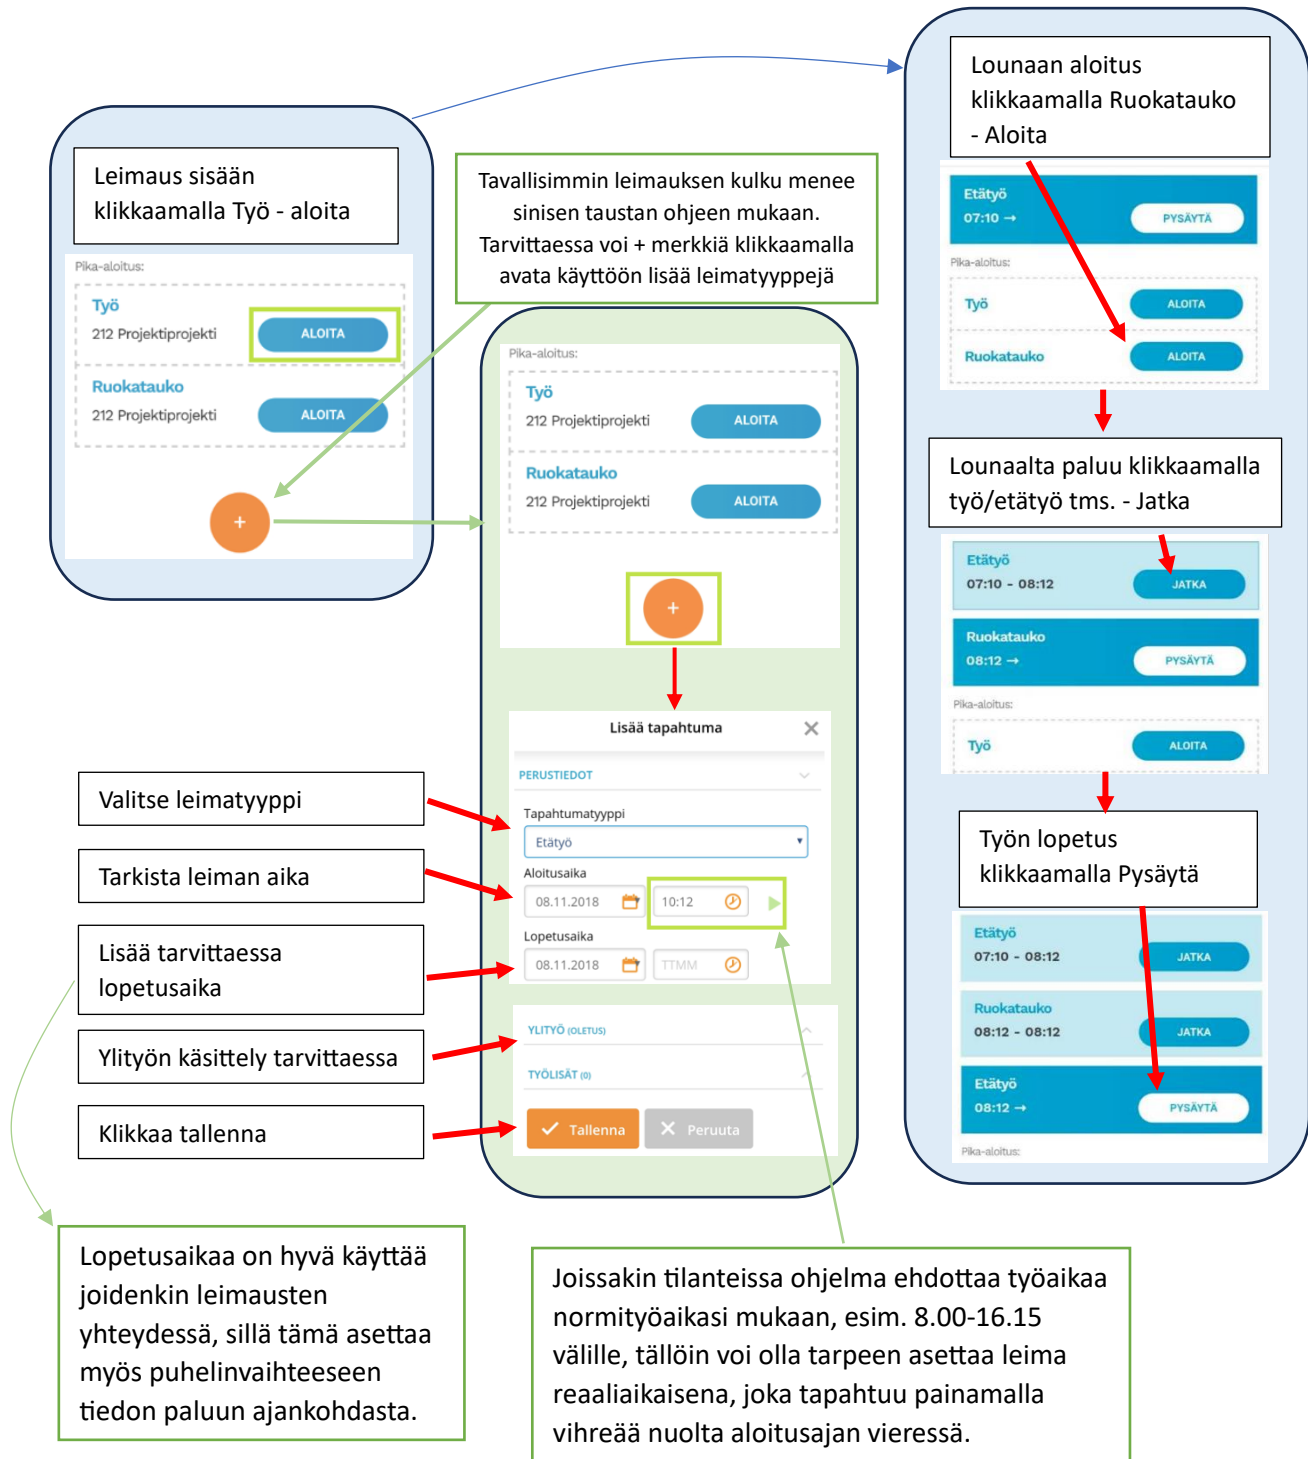 Leimaus sisään
klikkaamalla Työ - aloita
Pika-aloitus:
Työ
212 Projektiprojekti
ALOITA
Ruokatauko
212 Projektiprojekti
ALOITA
+
Tavallisimmin leimauksen kulku menee
sinisen taustan ohjeen mukaan.
Tarvittaessa voi + merkkiä klikkaamalla
avata käyttöön lisää leimatyyppejä
Pika-aloitus:
Työ
212 Projektiprojekti
ALOITA
Ruokatauko
212 Projektiprojekti
ALOITA
+
Lisää tapahtuma
PERUSTIEDOT
Tapahtumatyyppi
Etätyö
Aloitusaika
08.11.2018
10:12
Lopetusaika
08.11.2018
TTMM
YLITYÖ (OLETUS)
TYÖLISÄT (0)
Tallenna
Peruuta
Valitse leimatyyppi
Tarkista leiman aika
Lisää tarvittaessa
lopetusaika
Ylityön käsittely tarvittaessa
Klikkaa tallenna
Lopetusaikaa on hyvä käyttää
joidenkin leimausten
yhteydessä, sillä tämä asettaa
myös puhelinvaihteeseen
tiedon paluun ajankohdasta.
Joissakin tilanteissa ohjelma ehdottaa työaikaa
normityöaikasi mukaan, esim. 8.00-16.15
välille, tällöin voi olla tarpeen asettaa leima
reaaliaikaisena, joka tapahtuu painamalla
vihreää nuolta aloitusajan vieressä.
Lounaan aloitus
klikkaamalla Ruokatauko
- Aloita
Etätyö
07:10 →
PYSÄYTÄ
Pika-aloitus:
Työ
ALOITA
Ruokatauko
ALOITA
Lounaalta paluu klikkaamalla
työ/etätyö tms. - Jatka
Etätyö
07:10 - 08:12
JATKA
Ruokatauko
08:12 →
PYSÄYTÄ
Pika-aloitus:
Työ
ALOITA
Työn lopetus
klikkaamalla Pysäytä
Etätyö
07:10 - 08:12
JATKA
Ruokatauko
08:12 - 08:12
JATKA
Etätyö
08:12 →
PYSÄYTÄ
Pika-aloitus: